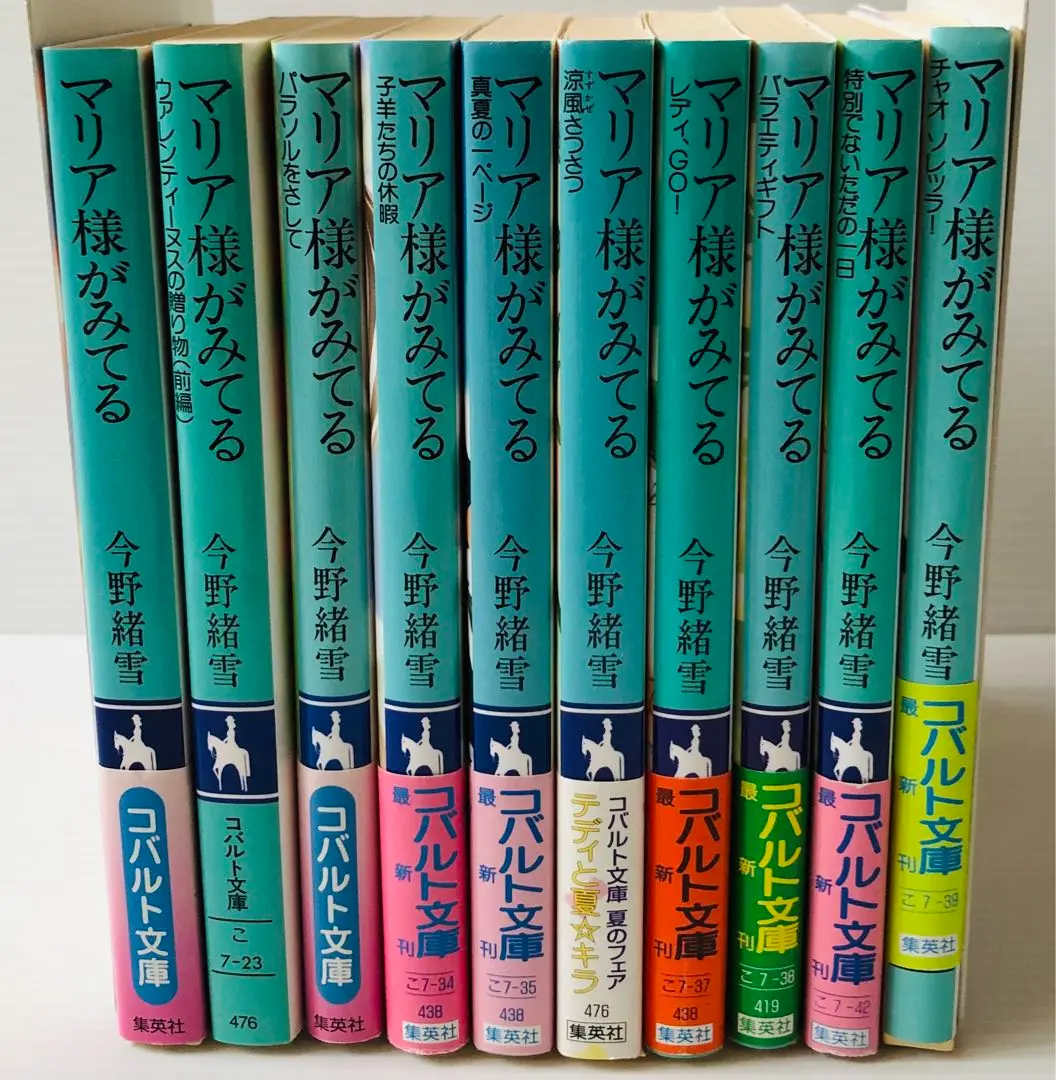 マリア様がみてる
今野緒雪
コバルト文庫
集英社
マリア様がみてる
ウァレンティーヌスの贈り物(前編)
今野緒雪
コバルト文庫
こ
7-23
476
マリア様がみてる
パラソルをさして
今野緒雪
コバルト文庫
集英社
マリア様がみてる
子羊たちの休暇
今野緒雪
コバルト文庫
最新刊
こ7-34
438
集英社
マリア様がみてる
真夏の一ページ
今野緒雪
コバルト文庫
最新刊
こ7-35
438
集英社
マリア様がみてる
涼風さつさつ
すずかぜ
今野緒雪
コバルト文庫 夏のフェア
テディと夏☆キラ
476
集英社
マリア様がみてる
レディ、GO!
今野緒雪
コバルト文庫
最新刊
こ7-37
438
集英社
マリア様がみてる
バラエティギフト
今野緒雪
コバルト文庫
最新刊
こ7-38
419
集英社
マリア様がみてる
特別でないただの一日
今野緒雪
コバルト文庫
最新刊
こ7-42
集英社
マリア様がみてる
チャオ ソレッラ!
今野緒雪
コバルト文庫
最新刊
こ7-39
集英社